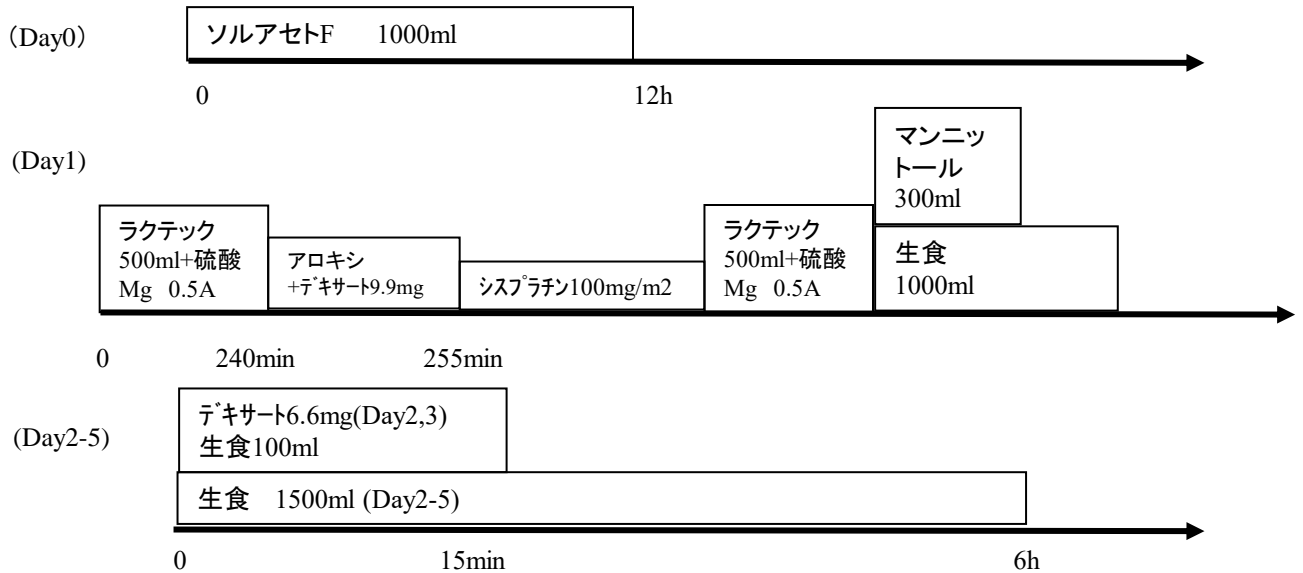 （Day0)
ソルアセトF 1000ml
0 12h
(Day1)
マンニッ
トール
300ml
ラクテック
500ml+硫酸
Mg 0.5A
アロキシ
+ﾃﾞｷｻｰﾄ9.9mg
ｼｽﾌﾟﾗﾁﾝ100mg/m2
ラクテック
500ml+硫酸
Mg 0.5A
生食
1000ml
0 240min 255min
(Day2-5)
ﾃﾞｷｻｰﾄ6.6mg(Day2,3)
生食100ml
生食 1500ml (Day2-5)
0 15min 6h